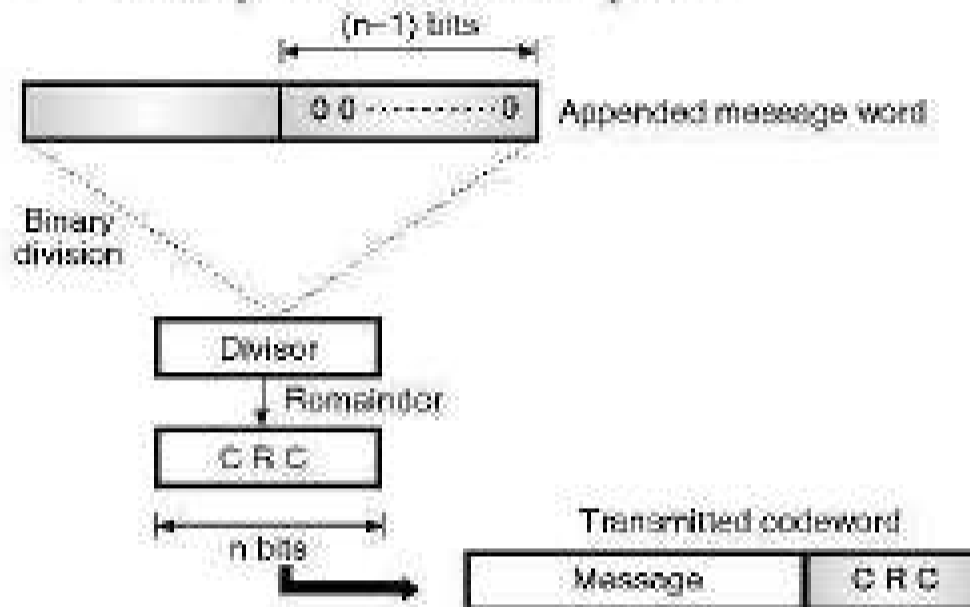 (n–1) bits
0 0 ---------- 0
Appended message word
Binary
division
Divisor
Remainder
C R C
n bits
Transmitted codeword
Message
C R C